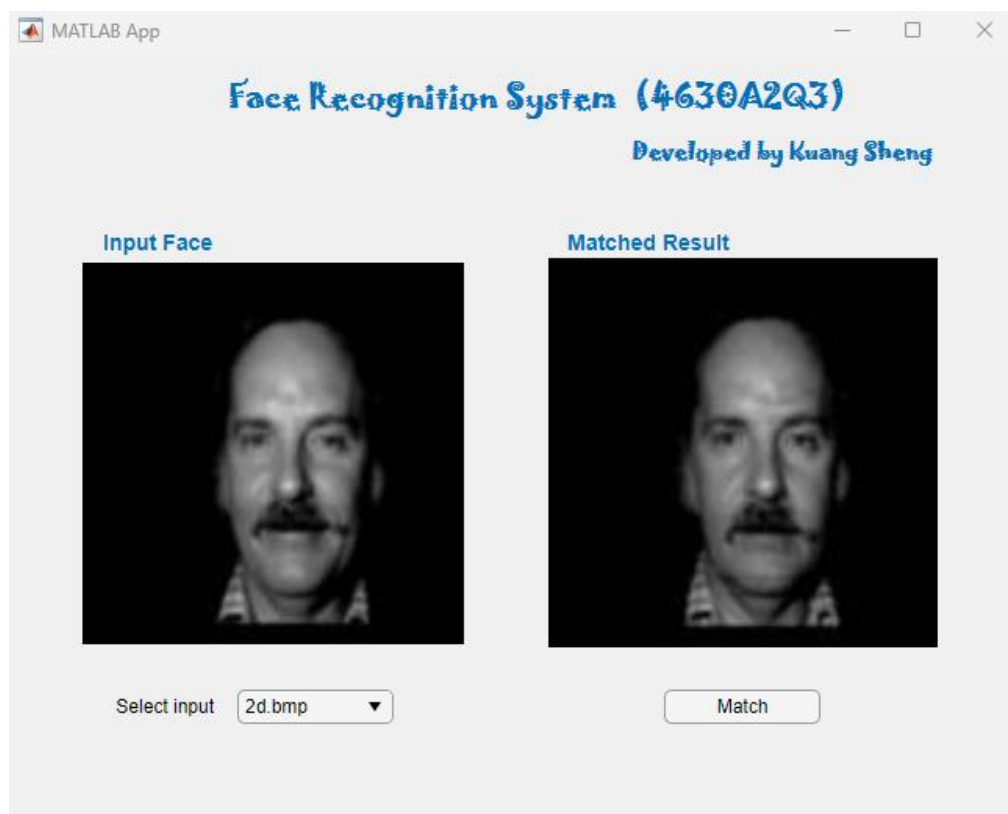 MATLAB App
Face Recognition System (4630A2Q3)
Developed by Kuang Sheng
Input Face
Matched Result
Select input
2d.bmp
Match